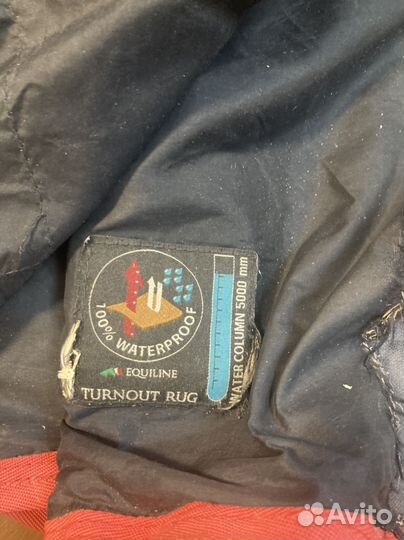 100% WATERPROOF
EQUILINE
TURNOUT RUG
WATER COLUMN 5000 mm
Avito